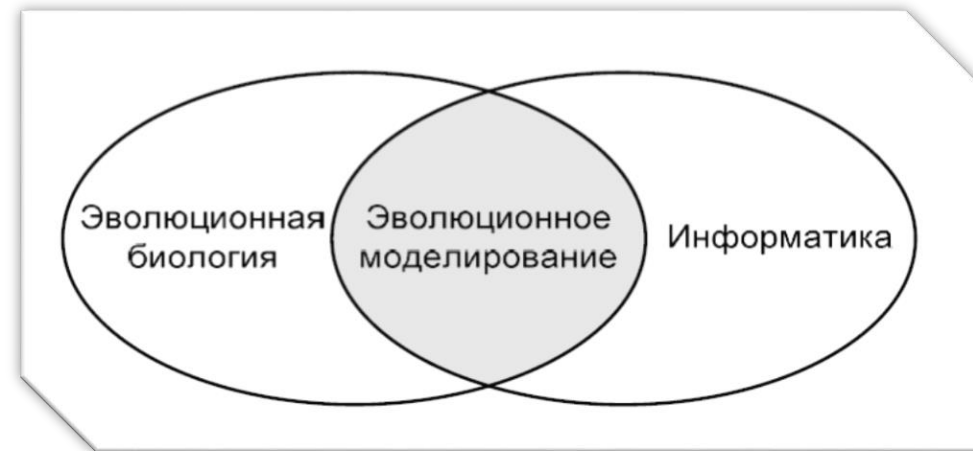 Эволюционная
биология
Эволюционное
моделирование
Информатика